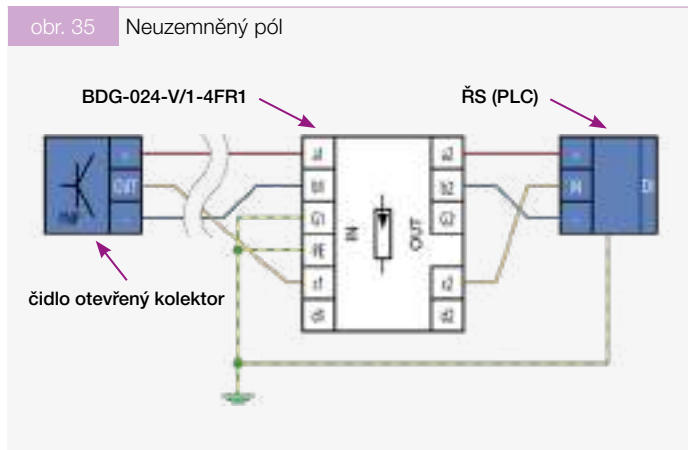 obr. 35 Neuzemněný pól
BDG-024-V/1-4FR1 ŘS (PLC)
+ a1 a2 +
OUT b1 b2 IN DI
- G1 G2 -
PE
IN OUT
c1 c2
d2
čidlo otevřený kolektor